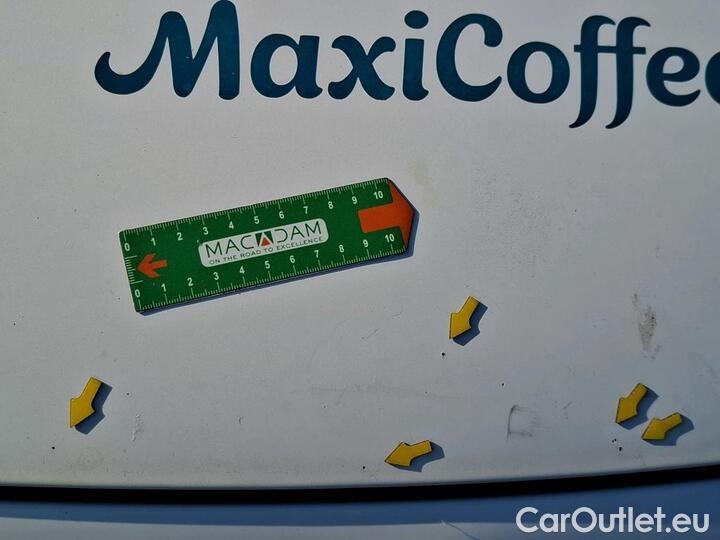 MaxiCoffee
0 1 2 3 4 5 6 7 8 9 10
MACADAM
ON THE ROAD TO EXCELLENCE
0 1 2 3 4 5 6 7 8 9 10
CarOutlet.eu